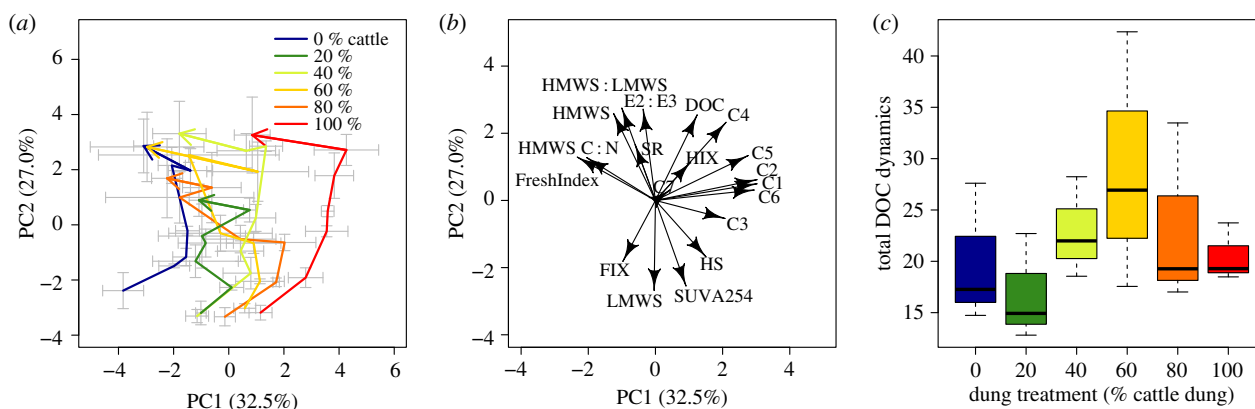 (a)
6
4
2
0
−2
−4
PC2 (27.0%)
−4
−2
0
2
4
6
PC1 (32.5%)
0 % cattle
20 %
40 %
60 %
80 %
100 %
(b)
4
2
0
−2
−4
PC2 (27.0%)
−4
−2
0
2
4
PC1 (32.5%)
HMWS : LMWS
HMWS
E2 : E3
DOC
C4
HMWS C : N
SR
HIX
C5
FreshIndex
C7
C2
C1
C6
C3
FIX
HS
LMWS
SUVA254
(c)
40
35
30
25
20
15
total DOC dynamics
0
20
40
60
80
100
dung treatment (% cattle dung)